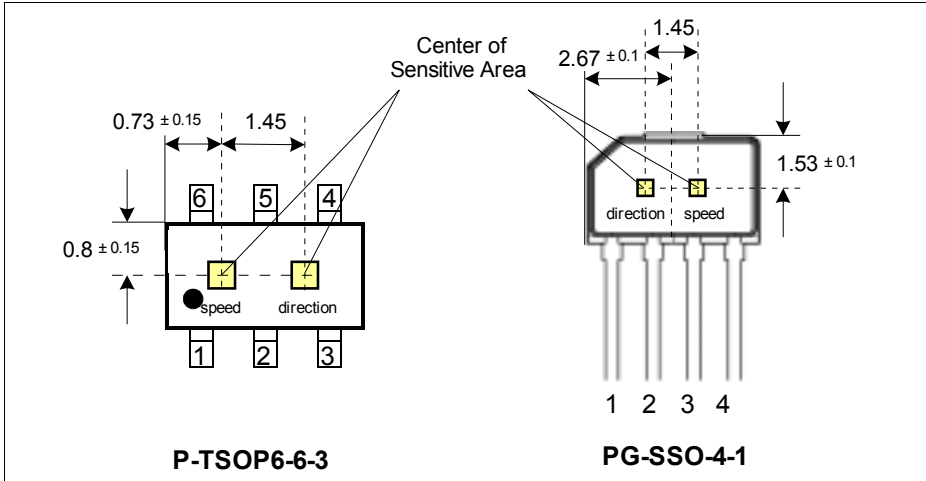 1.45
Center of
Sensitive Area
2.67 ± 0.1
0.73 ± 0.15
1.45
1.53 ± 0.1
6 5 4
direction speed
0.8 ± 0.15
speed direction
1 2 3
1 2 3 4
P-TSOP6-6-3
PG-SSO-4-1